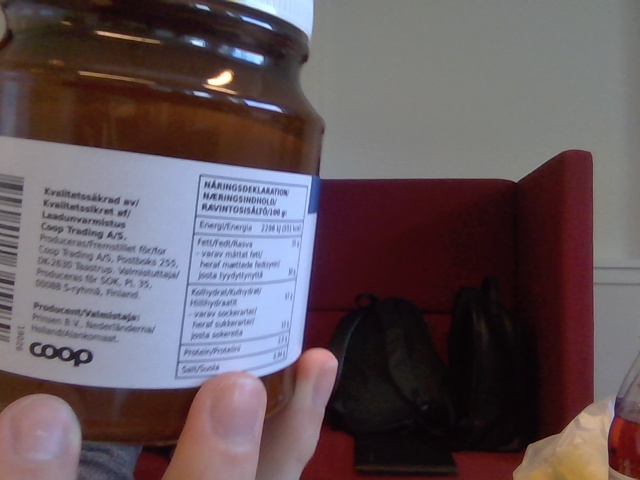 Kvalitetssäkrad av/
Kvalitetssikret af/
Laadunvarmistus
Coop Trading A/S.
Produceras/Fremstillet för/for
Coop Trading A/S, Postboks 255,
DK-2630 Taastrup. Valmistuttaja/
Produceras för SOK, PL 35,
00088 S-ryhmä, Finland.
Producent/Valmistaja:
B.V., Nederländerna/
coop
NÄRINGSDEKLARATION/
NÆRINGSINDHOLD/
RAVINTOSISÄLTÖ/100 g:
Energi/Energia
Fett/Fedt/Rasva
- varav mättat fett/
heraf mættede fedtsyrer/
josta tyydyttynyttä
Kolhydrat/Kulhydrat/
Hiilihydraatit
- varav sockerarter/
heraf sukkerarter/
josta sokereita
Protein/Proteiini
Salt/Suola